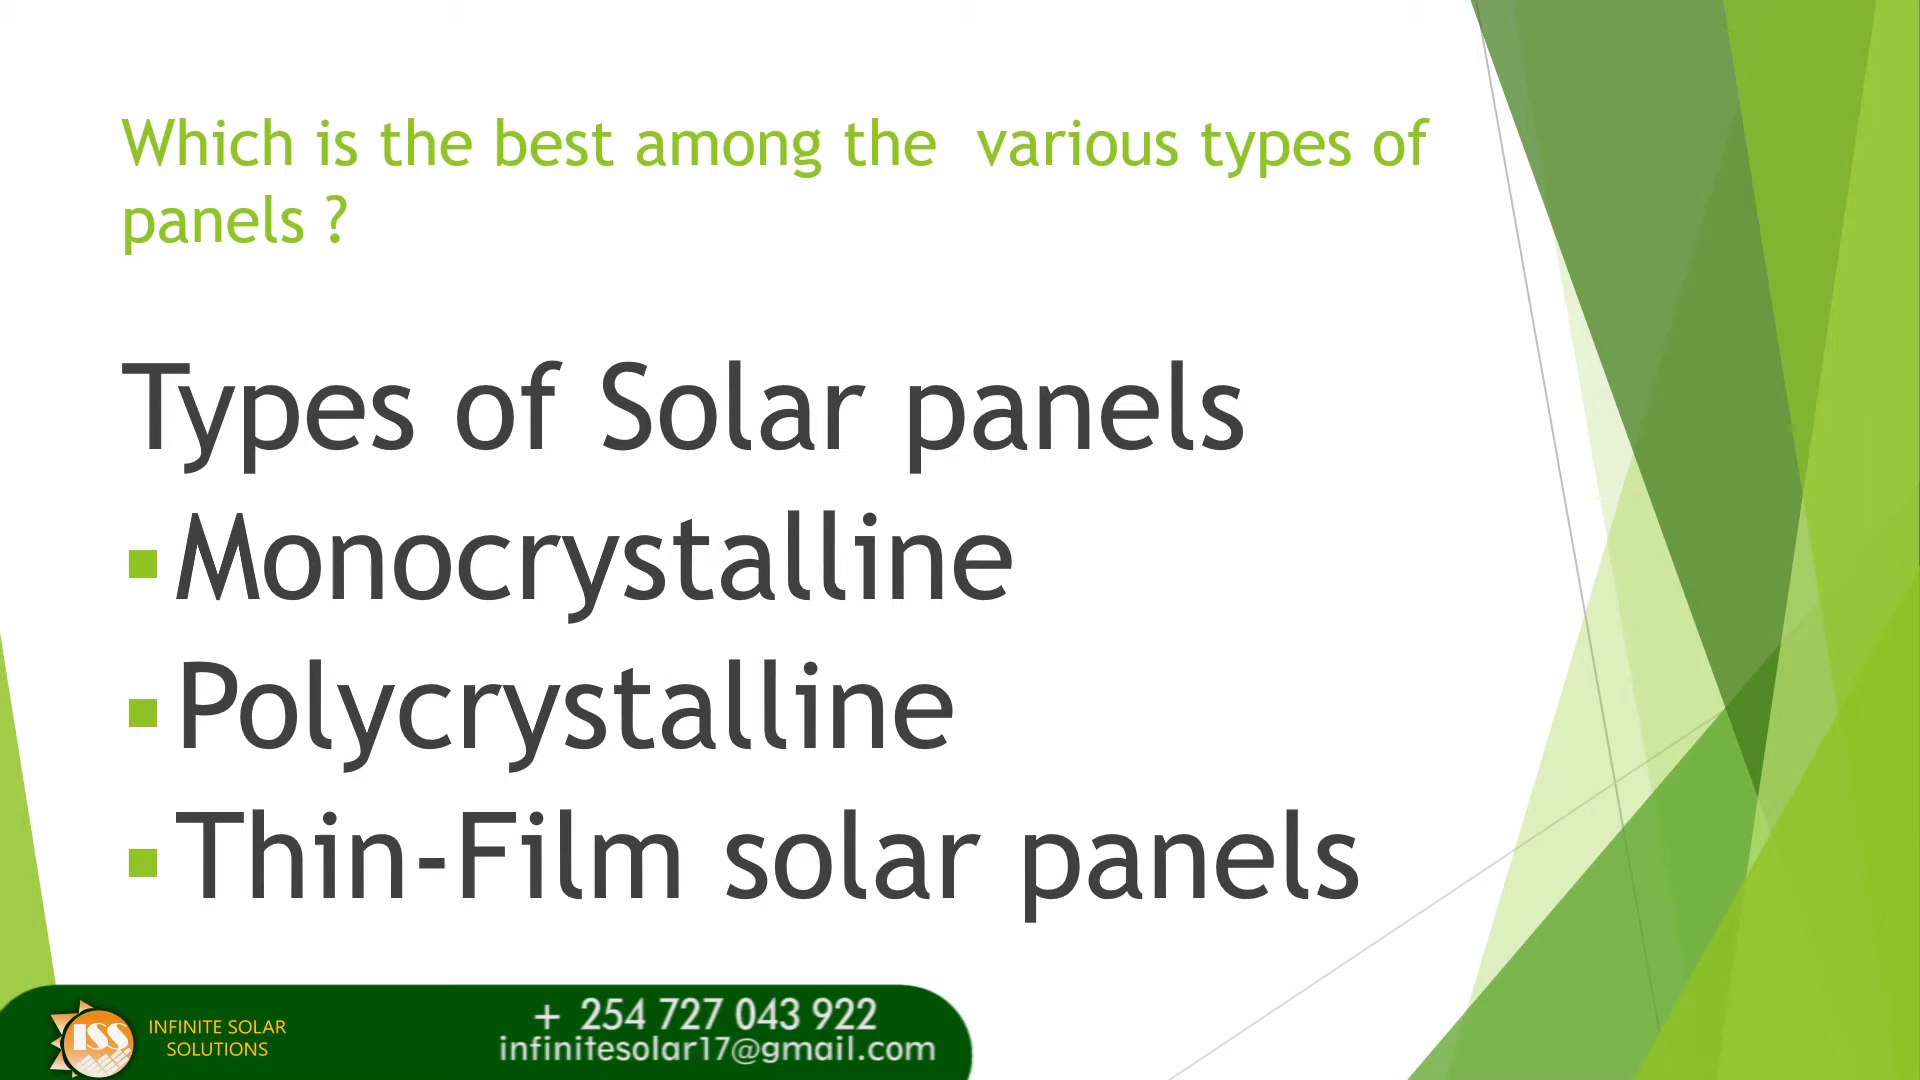 Which is the best among the  various types of
panels ?
Types of Solar panels
▪Monocrystalline
▪Polycrystalline
▪Thin-Film solar panels
ISS
INFINITE SOLAR
SOLUTIONS
+ 254 727 043 922
infinitesolar17@gmail.com